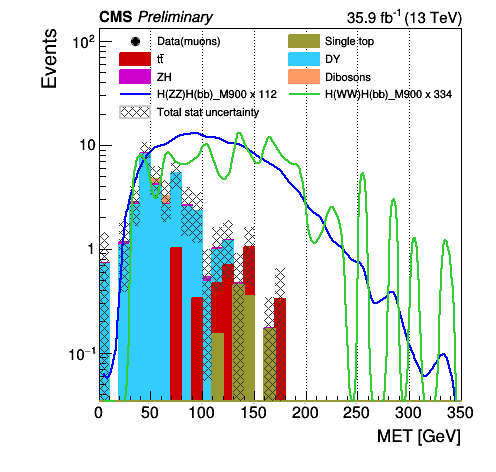 CMS Preliminary 35.9 fb⁻¹ (13 TeV)
Events
Data(muons) Single top
tt̄ DY
ZH Dibosons
H(ZZ)H(bb)_M900 x 112 H(WW)H(bb)_M900 x 334
Total stat uncertainty
10²
10
1
10⁻¹
0 50 100 150 200 250 300 350
MET [GeV]